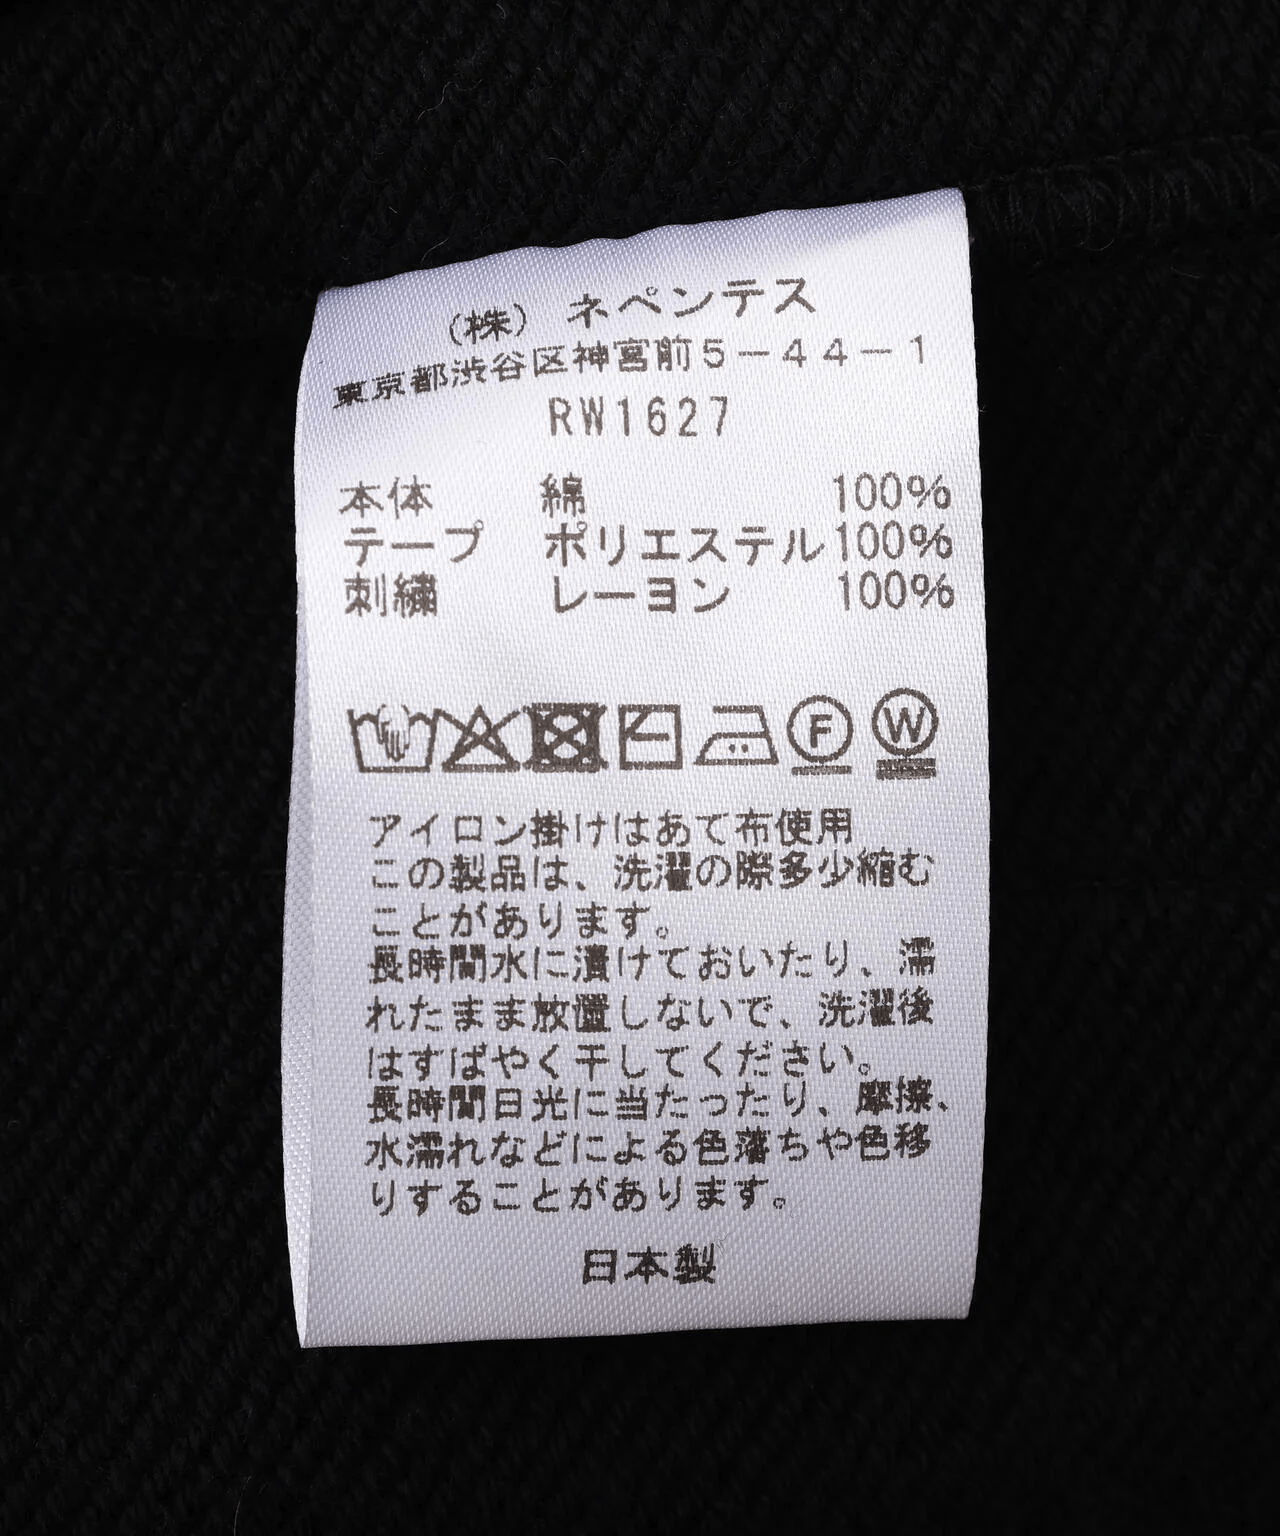 （株）ネペンテス
東京都渋谷区神宮前5－44－1
RW1627
本体 綿 100%
テープ ポリエステル100%
刺繍 レーヨン 100%
F W
アイロン掛けはあて布使用
この製品は、洗濯の際多少縮む
ことがあります。
長時間水に漬けておいたり、濡
れたまま放置しないで、洗濯後
はすばやく干してください。
長時間日光に当たったり、摩擦、
水濡れなどによる色落ちや色移
りすることがあります。
日本製